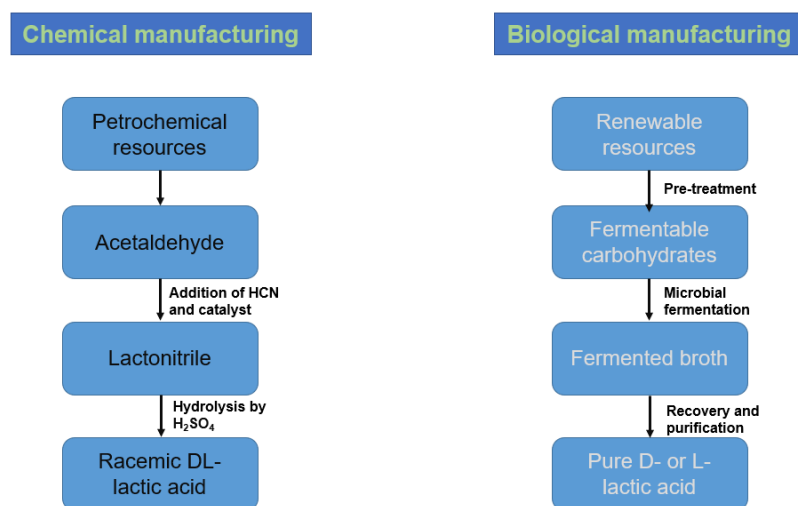 Chemical manufacturing
Petrochemical
resources
Acetaldehyde
Addition of HCN
and catalyst
Lactonitrile
Hydrolysis by
H₂SO₄
Racemic DL-
lactic acid
Biological manufacturing
Renewable
resources
Pre-treatment
Fermentable
carbohydrates
Microbial
fermentation
Fermented broth
Recovery and
purification
Pure D- or L-
lactic acid